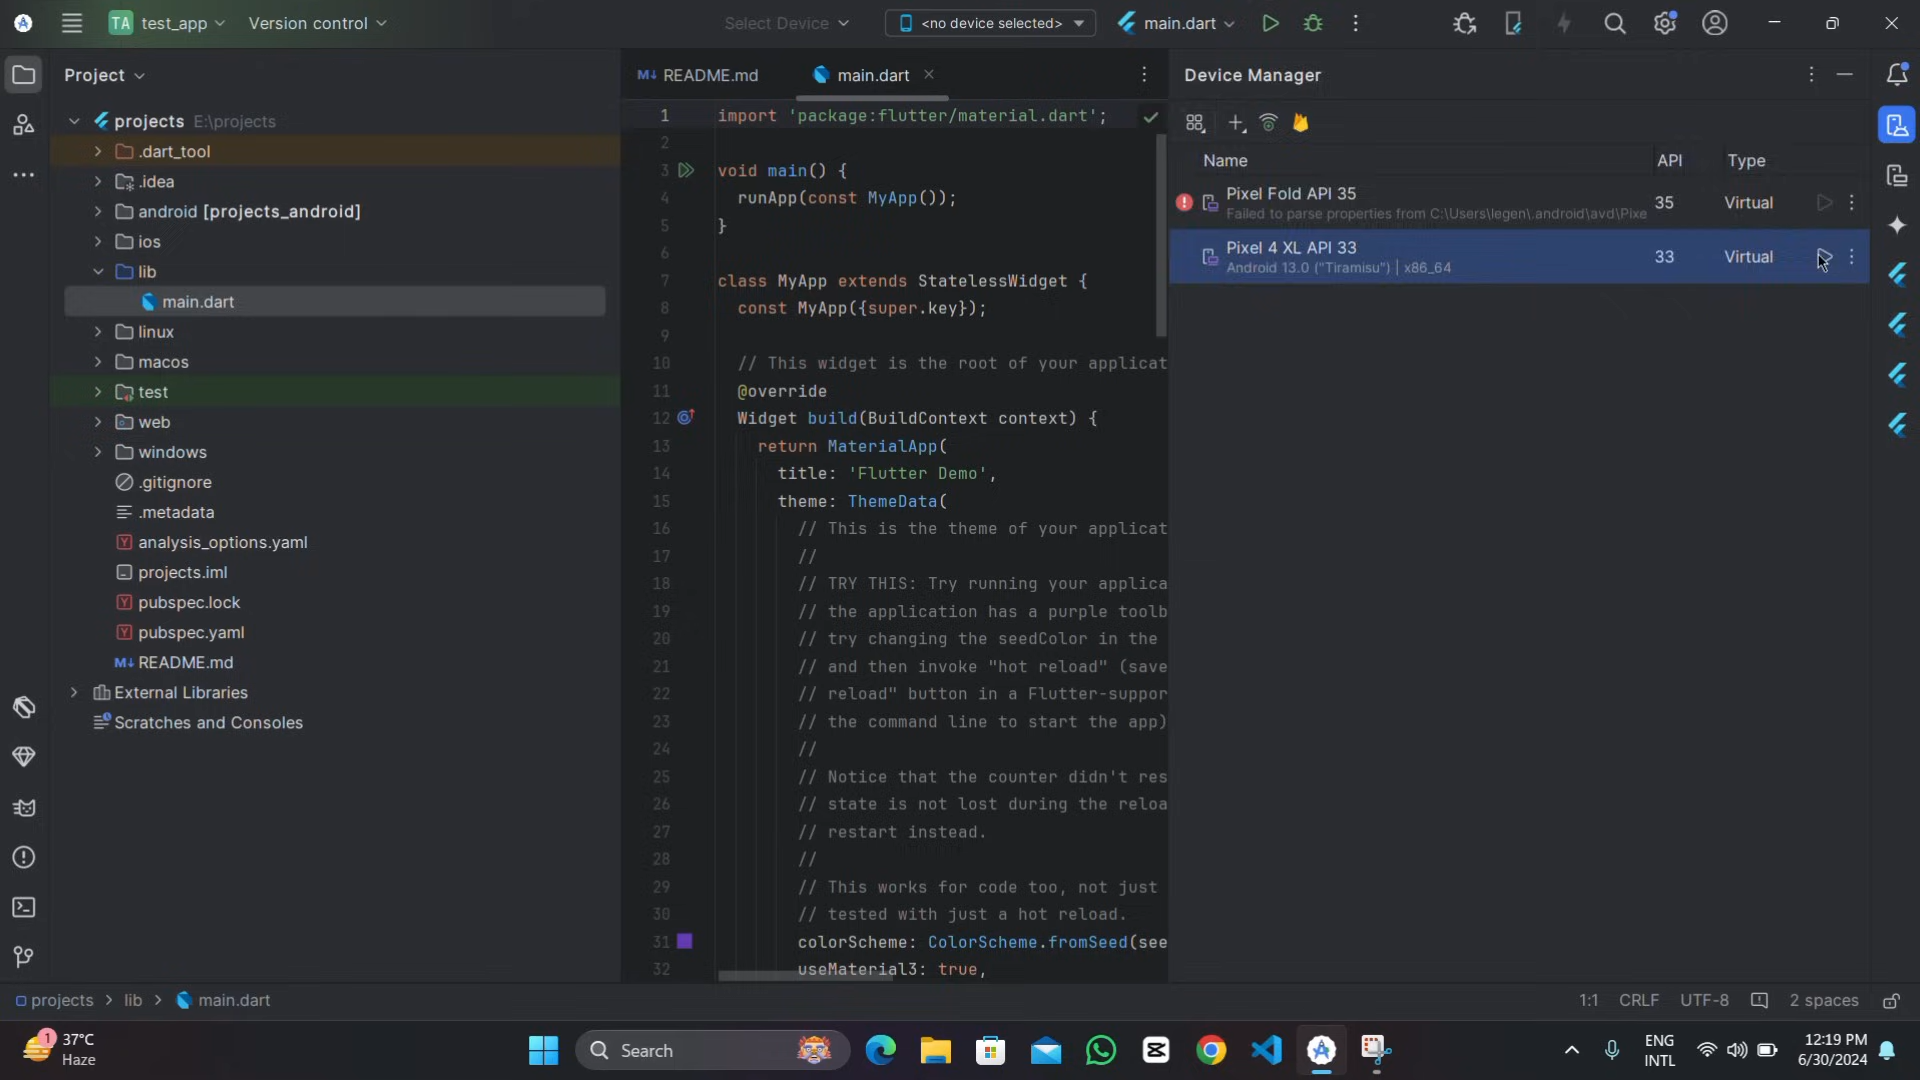 TA test_app Version control Select Device <no device selected> main.dart
Project
README.md main.dart
Device Manager
projects E:\projects
.dart_tool
.idea
android [projects_android]
ios
lib
main.dart
linux
macos
test
web
windows
.gitignore
.metadata
analysis_options.yaml
projects.iml
pubspec.lock
pubspec.yaml
README.md
External Libraries
Scratches and Consoles
1 import 'package:flutter/material.dart';
2
3 void main() {
4 runApp(const MyApp());
5 }
6
7 class MyApp extends StatelessWidget {
8 const MyApp({super.key});
9
10 // This widget is the root of your applicat
11 @override
12 Widget build(BuildContext context) {
13 return MaterialApp(
14 title: 'Flutter Demo',
15 theme: ThemeData(
16 // This is the theme of your applicat
17 //
18 // TRY THIS: Try running your applica
19 // the application has a purple toolb
20 // try changing the seedColor in the
21 // and then invoke "hot reload" (save
22 // reload" button in a Flutter-suppor
23 // the command line to start the app)
24 //
25 // Notice that the counter didn't res
26 // state is not lost during the reloa
27 // restart instead.
28 //
29 // This works for code too, not just
30 // tested with just a hot reload.
31 colorScheme: ColorScheme.fromSeed(see
32 useMaterial3: true,
Name API Type
Pixel Fold API 35 35 Virtual
Failed to parse properties from C:\Users\legen\.android\avd\Pixe
Pixel 4 XL API 33 33 Virtual
Android 13.0 ("Tiramisu") | x86_64
projects > lib > main.dart
1:1 CRLF UTF-8 2 spaces
1 37°C
Haze
Search
ENG
INTL
12:19 PM
6/30/2024